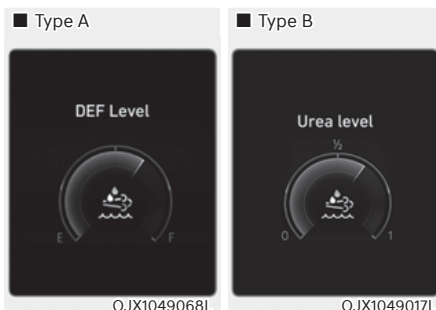 ■ Type A
DEF Level
E F
OJX1049068L
■ Type B
Urea level
½
0 1
OJX1049017L